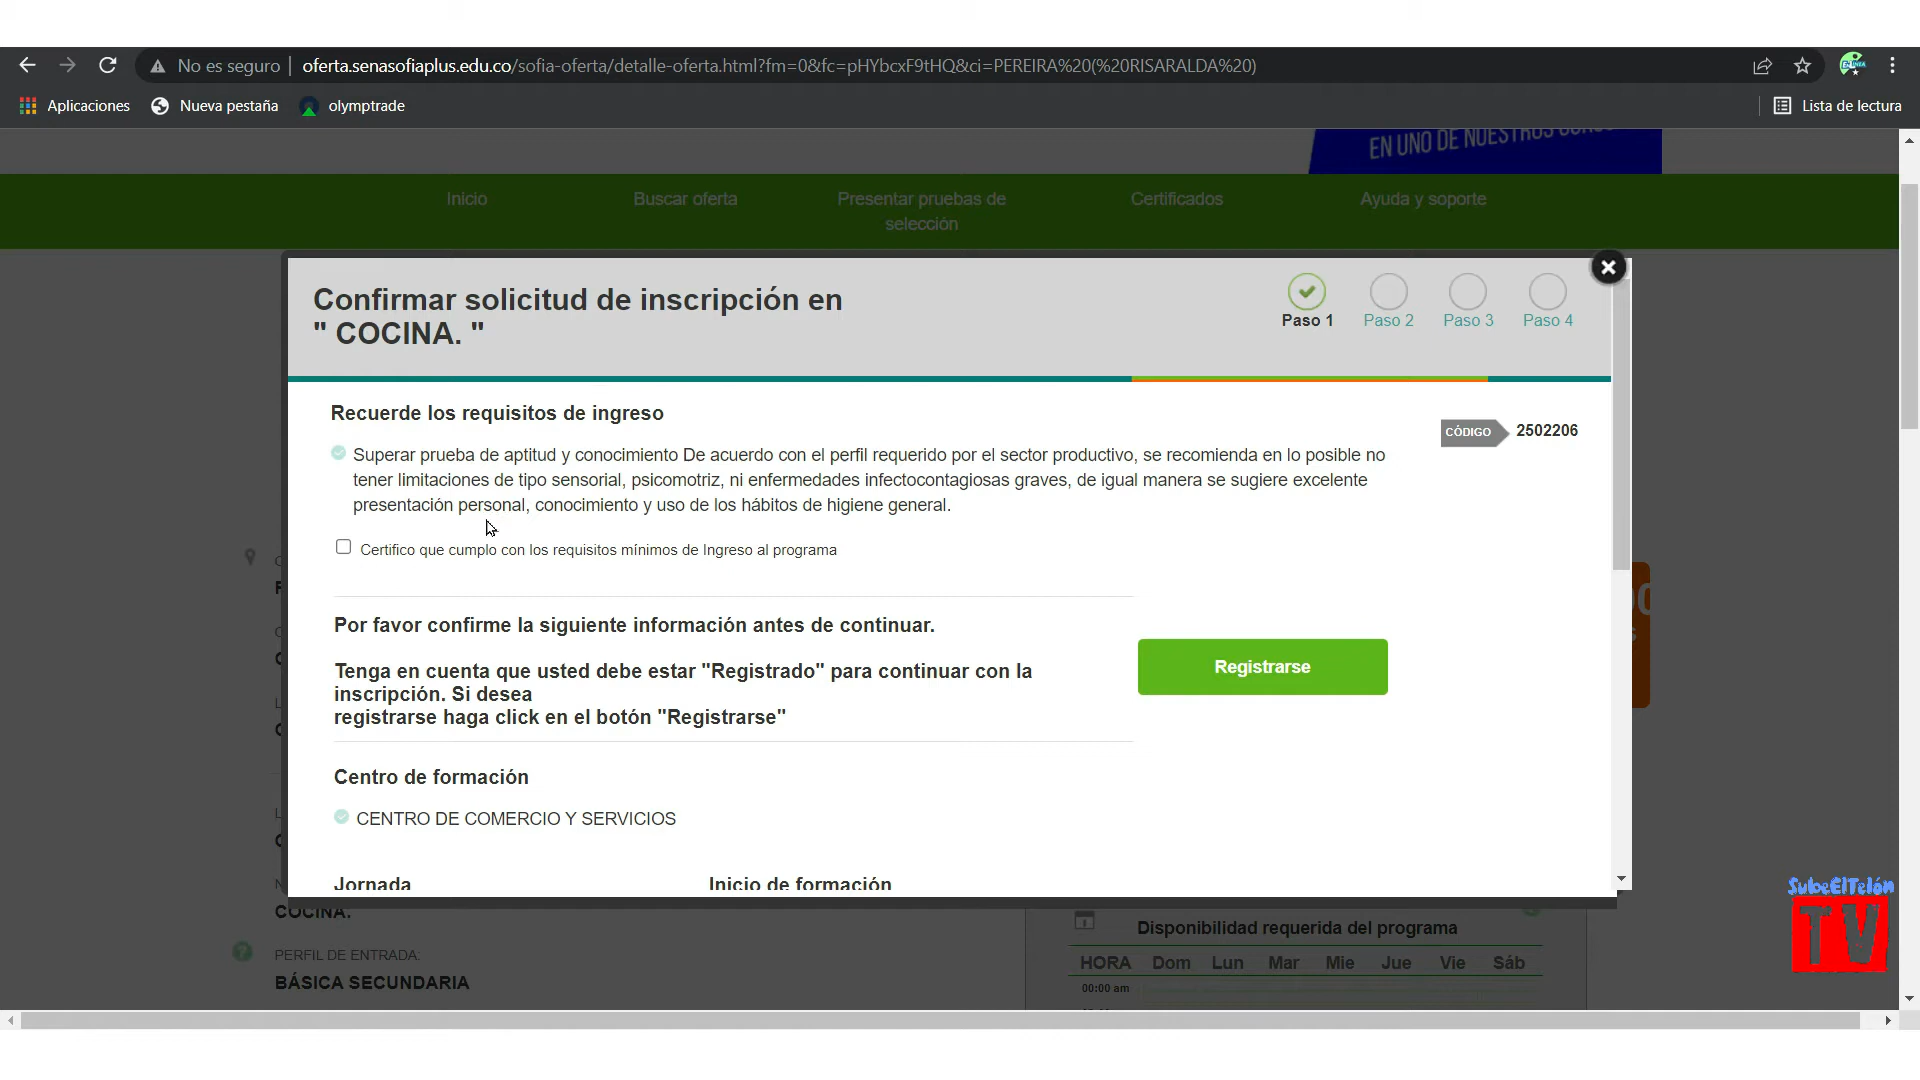 No es seguro | oferta.senasofiaplus.edu.co/sofia-oferta/detalle-oferta.html?fm=0&fc=pHYbcxF9tHQ&ci=PEREIRA%20(%20RISARALDA%20)
Aplicaciones Nueva pestaña olymptrade Lista de lectura
EN UNO DE NUESTROS
Inicio Buscar oferta Presentar pruebas de selección Certificados Ayuda y soporte
Confirmar solicitud de inscripción en
" COCINA. "
Paso 1 Paso 2 Paso 3 Paso 4
Recuerde los requisitos de ingreso
CÓDIGO 2502206
Superar prueba de aptitud y conocimiento De acuerdo con el perfil requerido por el sector productivo, se recomienda en lo posible no
tener limitaciones de tipo sensorial, psicomotriz, ni enfermedades infectocontagiosas graves, de igual manera se sugiere excelente
presentación personal, conocimiento y uso de los hábitos de higiene general.
Certifico que cumplo con los requisitos mínimos de Ingreso al programa
Por favor confirme la siguiente información antes de continuar.
Tenga en cuenta que usted debe estar "Registrado" para continuar con la
inscripción. Si desea
registrarse haga click en el botón "Registrarse"
Registrarse
Centro de formación
CENTRO DE COMERCIO Y SERVICIOS
Jornada Inicio de formación
COCINA.
PERFIL DE ENTRADA:
BÁSICA SECUNDARIA
Disponibilidad requerida del programa
HORA Dom Lun Mar Mie Jue Vie Sáb
00:00 am
SubeElTelón
TV